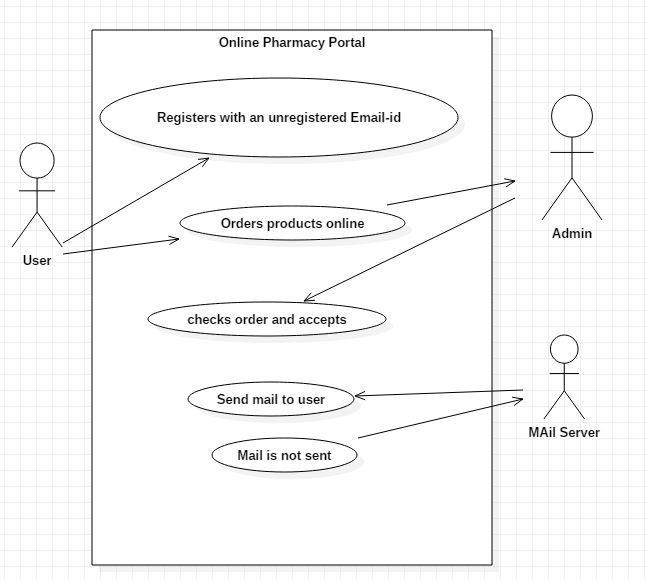 Online Pharmacy Portal
Registers with an unregistered Email-id
Orders products online
User
Admin
checks order and accepts
Send mail to user
MAil Server
Mail is not sent